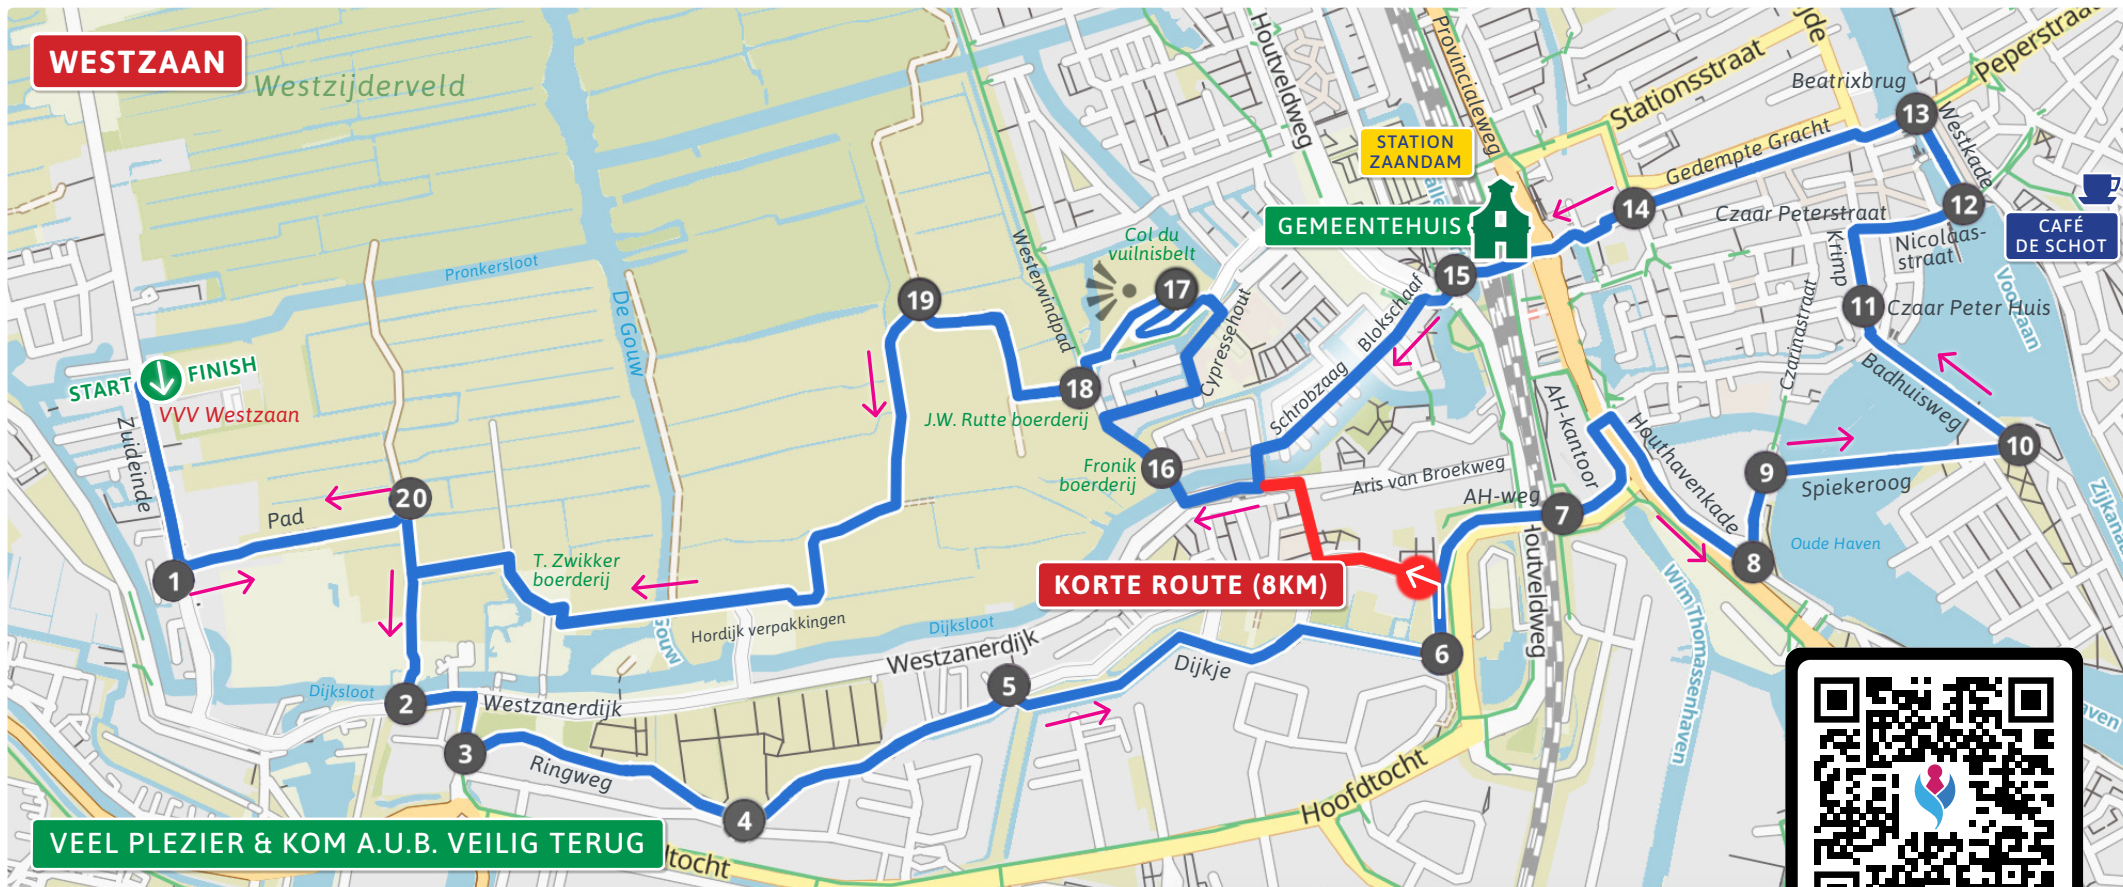 WESTZAAN
Westzijderveld
Houtveldweg
Provincialeweg
Stationsstraat
Beatrixbrug
Peperstraat
13
Westkade
STATION
ZAANDAM
Gedempte Gracht
14
12
CAFÉ
DE SCHOT
GEMEENTEHUIS
Czaar Peterstraat
Krimp
Nicolaas-
straat
Voorzaan
Col du
vuilnisbelt
Westerwindpad
17
15
Blokschaaf
Pronkersloot
De Gouw
19
Cypressehout
11
Czaar Peter Huis
Czarinastraat
Badhuisweg
START
FINISH
VVV Westzaan
Zuideinde
18
J.W. Rutte boerderij
Schrobzaag
AH-kantoor
Houthavenkade
10
Fronik
boerderij
16
Aris van Broekweg
AH-weg
7
9
Spiekeroog
20
Pad
1
T. Zwikker
boerderij
KORTE ROUTE (8KM)
Houtveldweg
8
Oude Haven
Wim Thomassenhaven
Hordijk verpakkingen
Gouw
Dijksloot
Westzanerdijk
6
Dijkje
5
Dijksloot
2
Westzanerdijk
3
Ringweg
4
Hoofdtocht
VEEL PLEZIER & KOM A.U.B. VEILIG TERUG